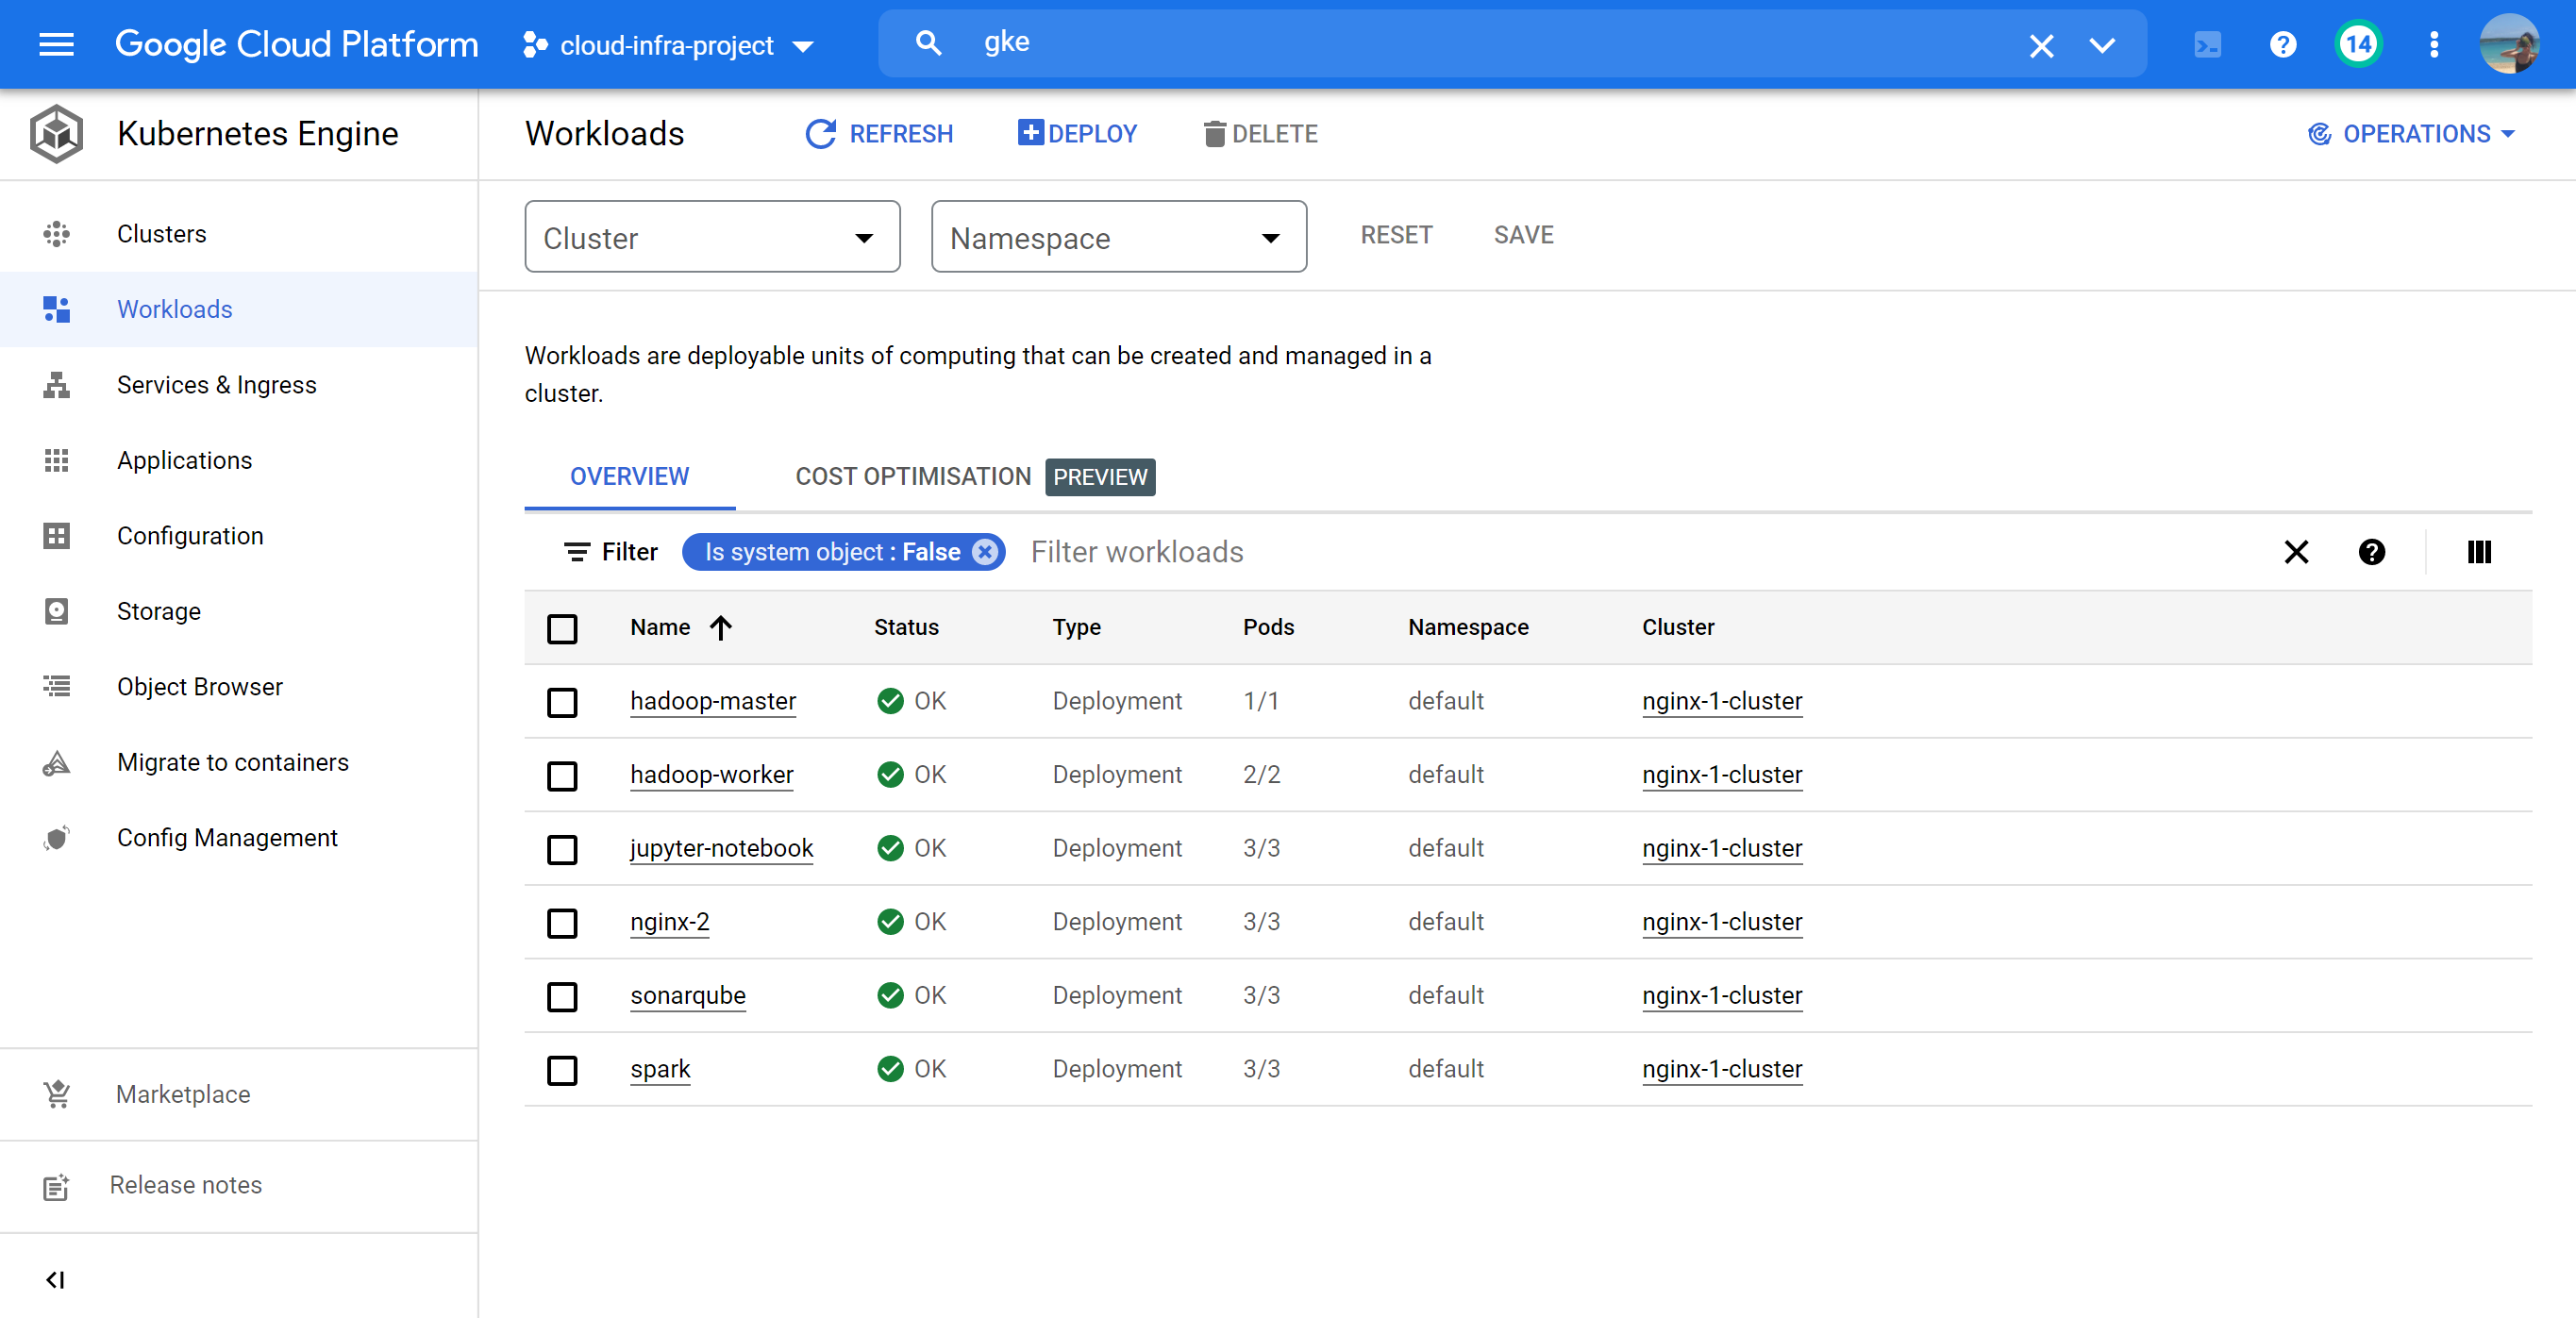 Google Cloud Platform cloud-infra-project gke 14
Kubernetes Engine
Clusters
Workloads
Services & Ingress
Applications
Configuration
Storage
Object Browser
Migrate to containers
Config Management
Marketplace
Release notes
Workloads REFRESH DEPLOY DELETE OPERATIONS
Cluster Namespace RESET SAVE
Workloads are deployable units of computing that can be created and managed in a
cluster.
OVERVIEW COST OPTIMISATION PREVIEW
Filter Is system object : False Filter workloads
Name Status Type Pods Namespace Cluster
hadoop-master OK Deployment 1/1 default nginx-1-cluster
hadoop-worker OK Deployment 2/2 default nginx-1-cluster
jupyter-notebook OK Deployment 3/3 default nginx-1-cluster
nginx-2 OK Deployment 3/3 default nginx-1-cluster
sonarqube OK Deployment 3/3 default nginx-1-cluster
spark OK Deployment 3/3 default nginx-1-cluster